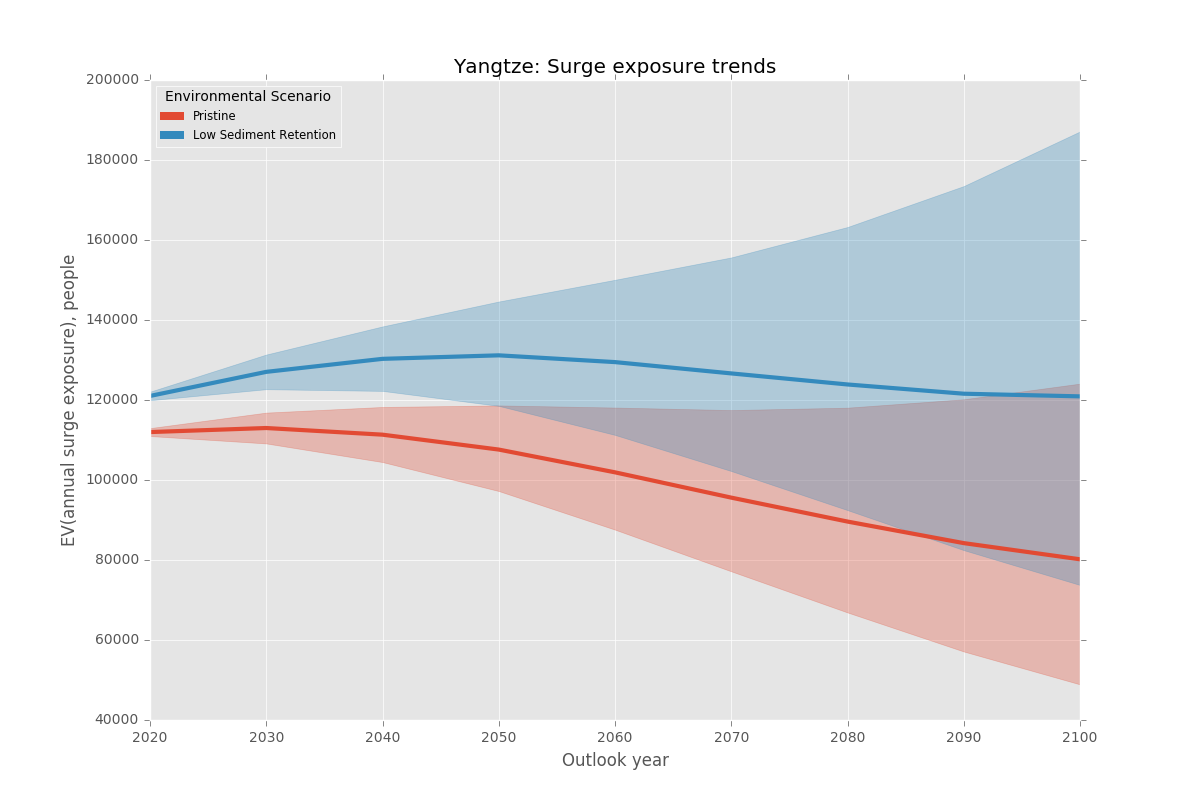 Yangtze: Surge exposure trends
200000
180000
160000
140000
120000
100000
80000
60000
40000
EV(annual surge exposure), people
Environmental Scenario
Pristine
Low Sediment Retention
2020 2030 2040 2050 2060 2070 2080 2090 2100
Outlook year